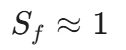 S_f ≈ 1